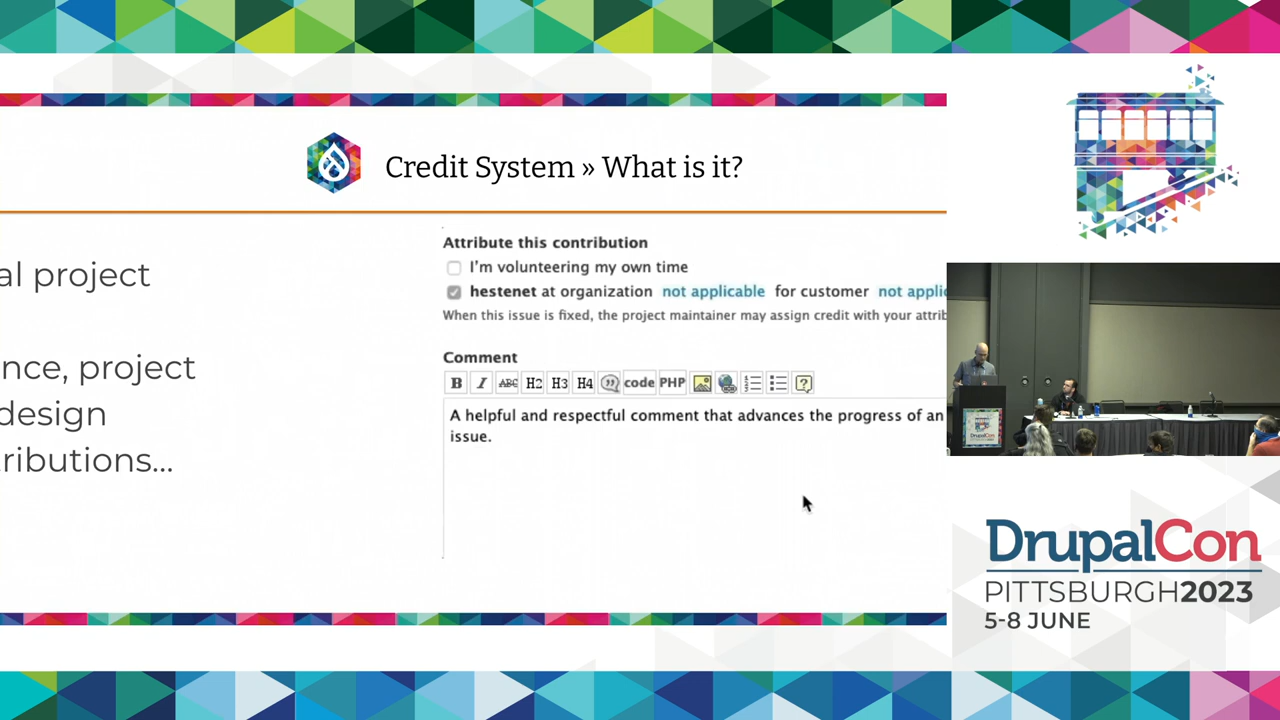 Credit System » What is it?
al project
nce, project
design
ributions...
Attribute this contribution
I'm volunteering my own time
hestenet at organization not applicable for customer not applic
When this issue is fixed, the project maintainer may assign credit with your attrib
Comment
B I ABC H2 H3 H4 code PHP
A helpful and respectful comment that advances the progress of an
issue.
DrupalCon
DrupalCon
PITTSBURGH2023
5-8 JUNE